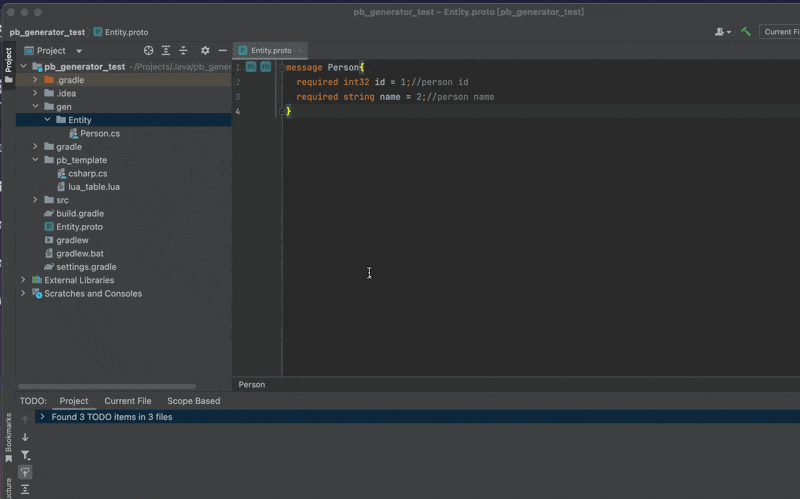 pb_generator_test – Entity.proto [pb_generator_test]
pb_generator_test
Entity.proto
Current Fil
Project
Project
pb_generator_test ~/Projects/Java/pb_gener
.gradle
.idea
gen
Entity
Person.cs
gradle
pb_template
csharp.cs
lua_table.lua
src
build.gradle
Entity.proto
gradlew
gradlew.bat
settings.gradle
External Libraries
Scratches and Consoles
Entity.proto
1 message Person{
2 required int32 id = 1;//person id
3 required string name = 2;//person name
4 }
Person
TODO: Project Current File Scope Based
Found 3 TODO items in 3 files
Bookmarks
ucture